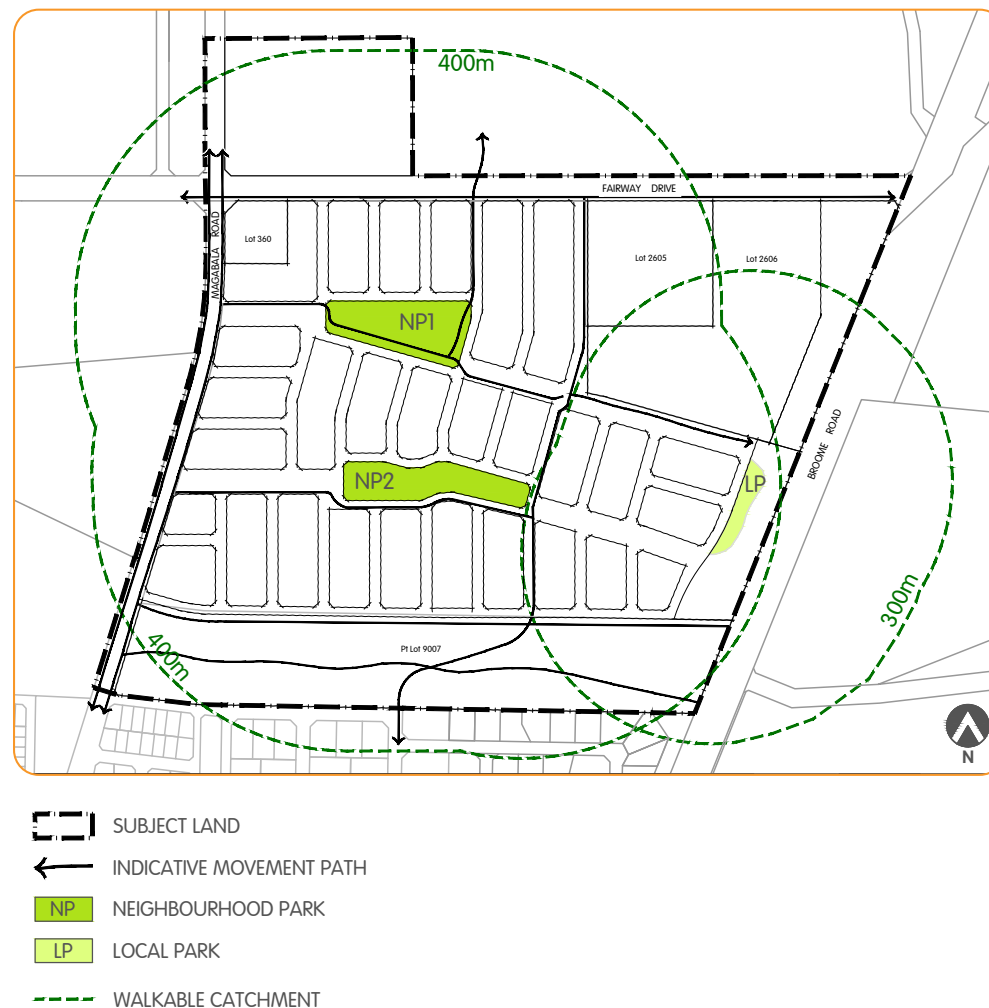 400m
FAIRWAY DRIVE
MAGABALA ROAD
Lot 360
Lot 2605
Lot 2606
NP1
BROOME ROAD
NP2
LP
300m
400m
Pt Lot 9007
N
SUBJECT LAND
INDICATIVE MOVEMENT PATH
NP NEIGHBOURHOOD PARK
LP LOCAL PARK
WALKABLE CATCHMENT